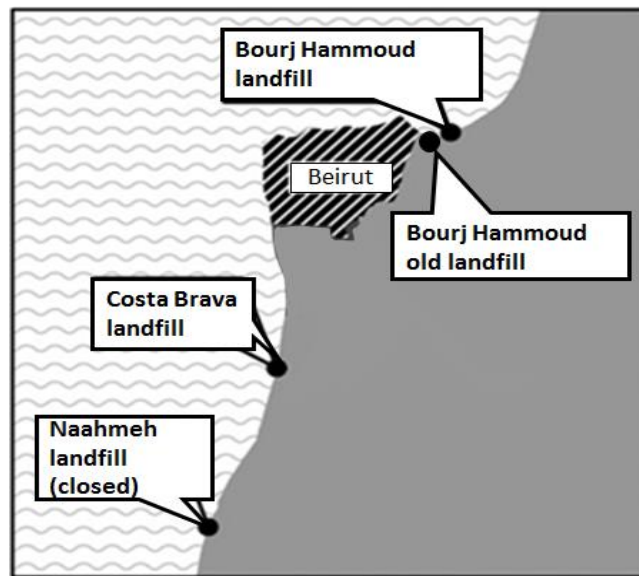 Bourj Hammoud
landfill
Beirut
Bourj Hammoud
old landfill
Costa Brava
landfill
Naahmeh
landfill
(closed)